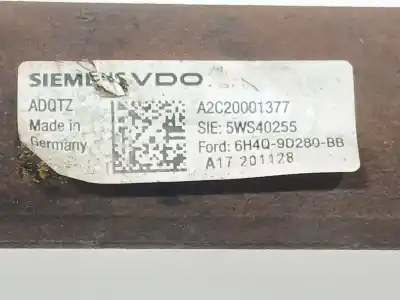 SIEMENS VDO
ADQTZ
Made in
Germany
A2C20001377
SIE: 5WS40255
Ford: 6H4Q-9D280-BB
A17 201128